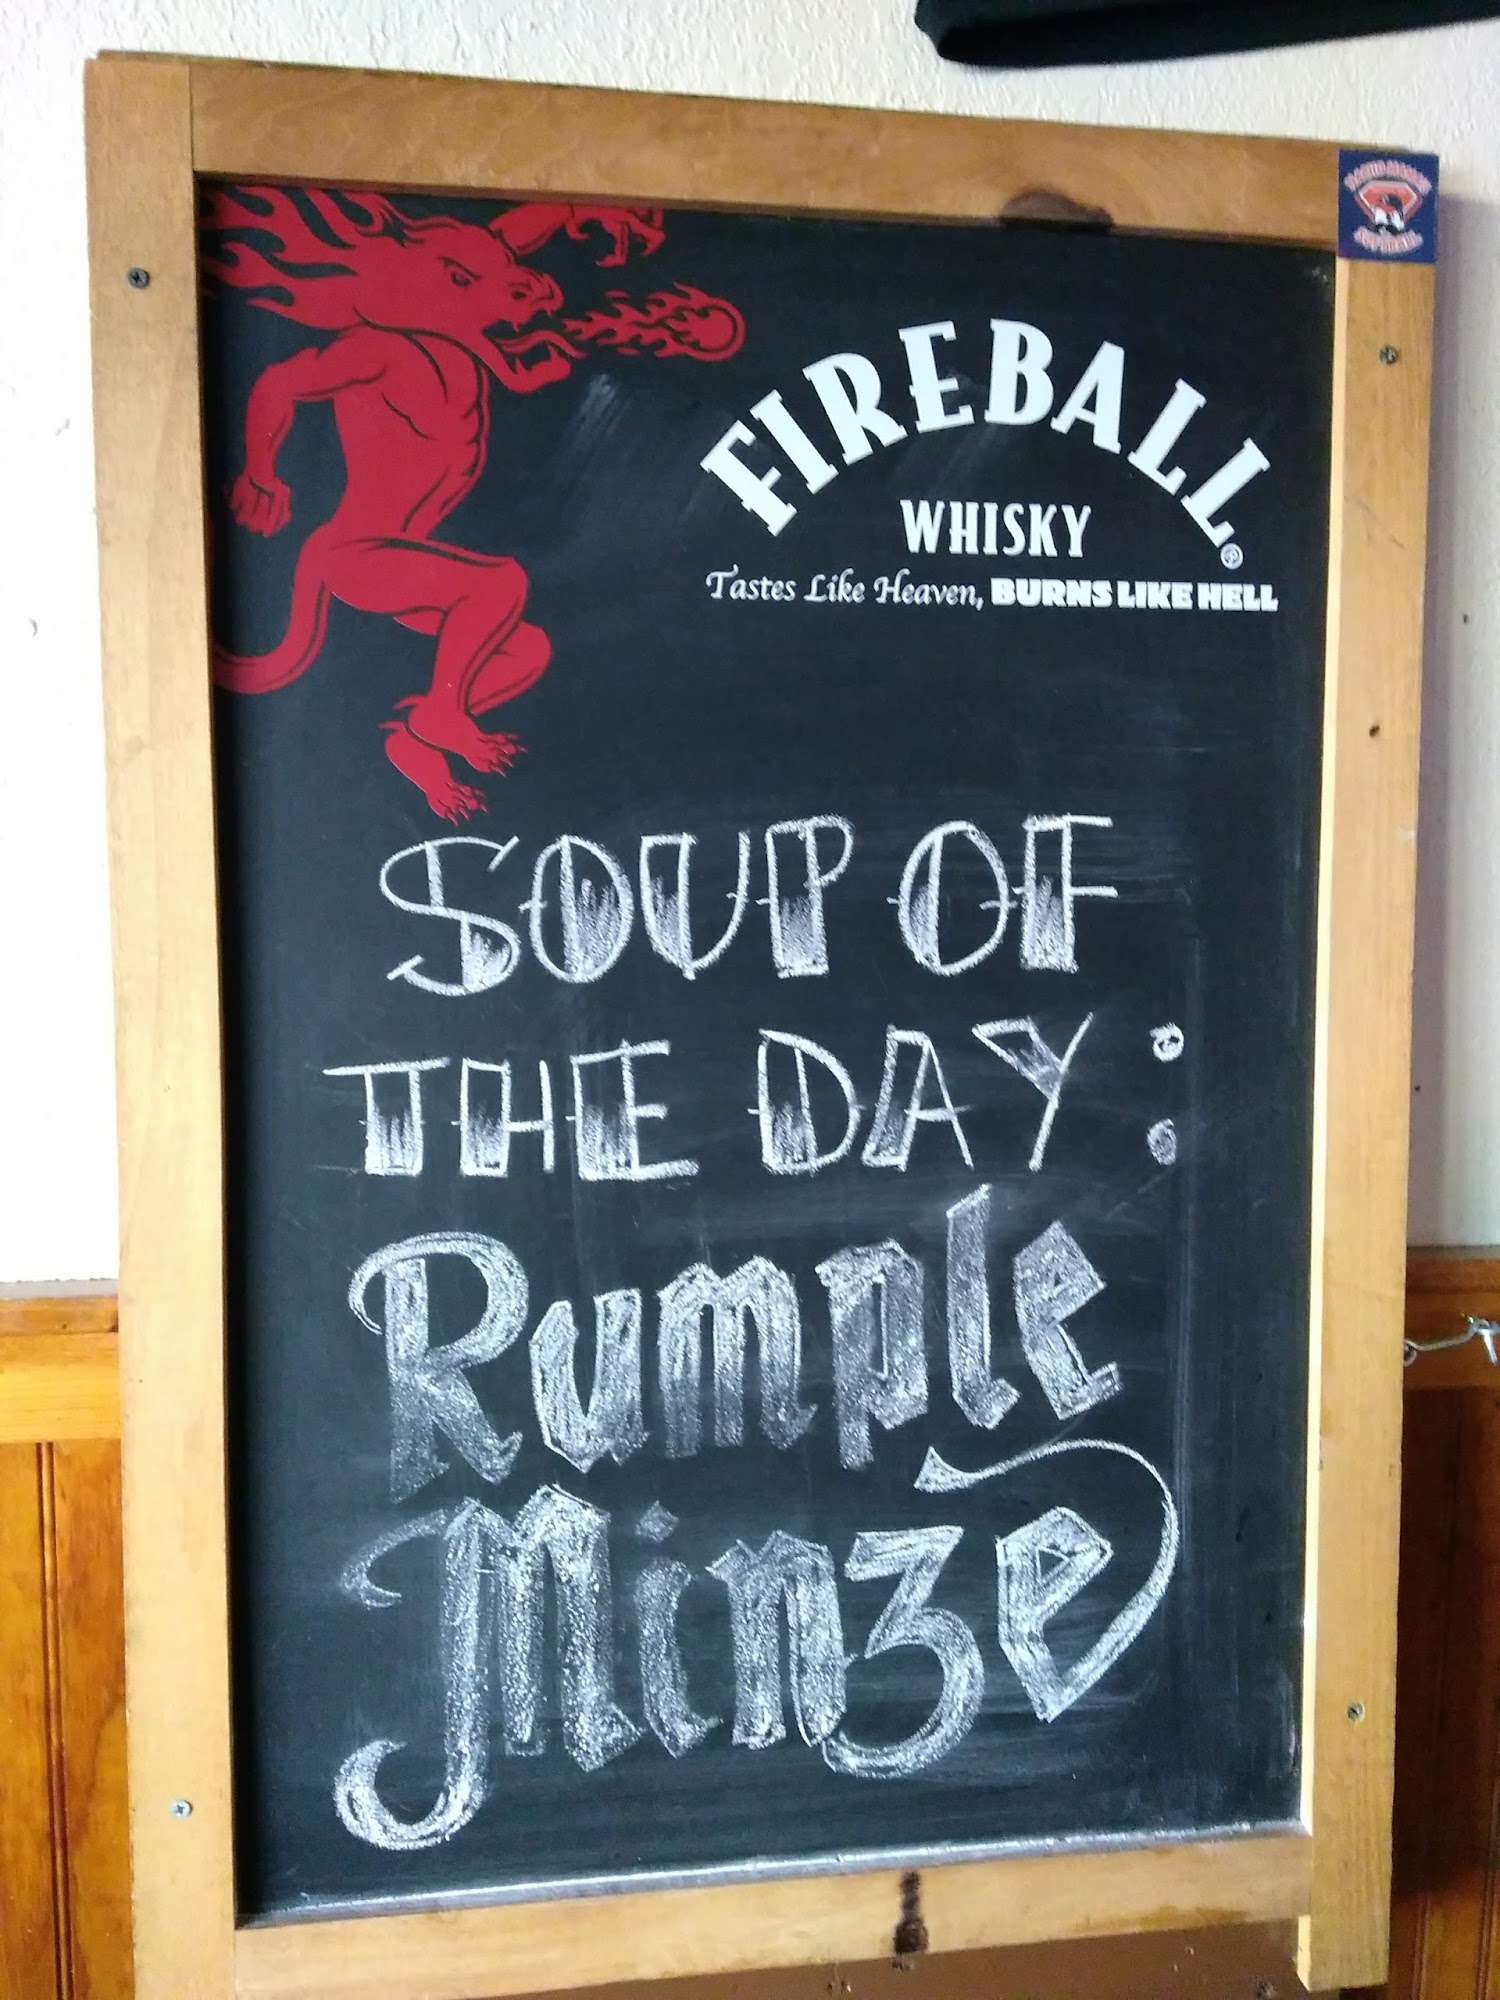 FIREBALL®
WHISKY
Tastes Like Heaven, BURNS LIKE HELL
SOUP OF
THE DAY:
Rumple
Minze